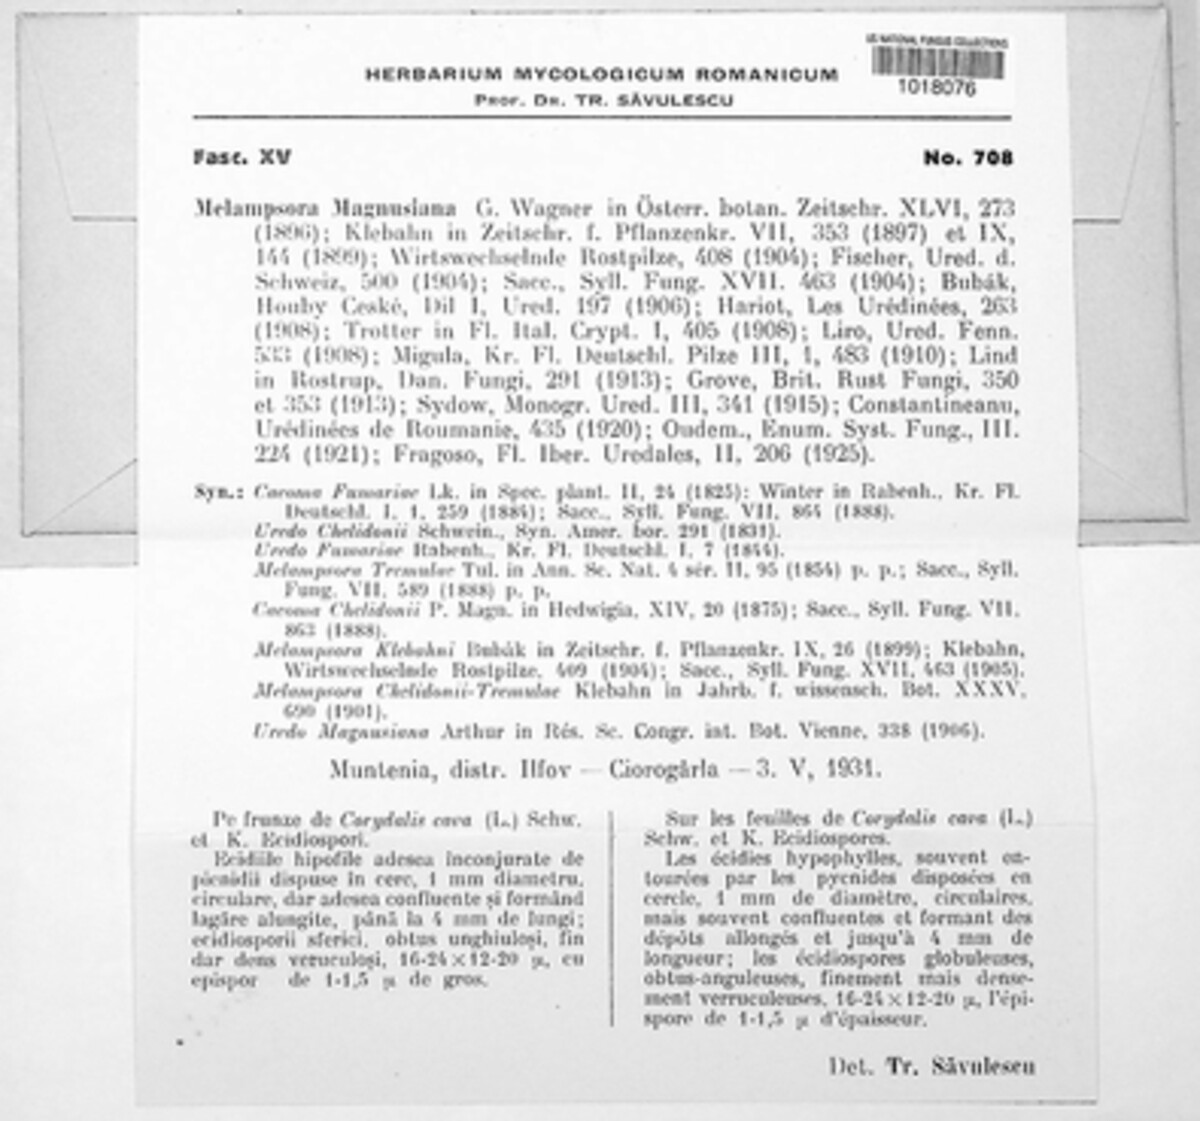 US NATIONAL FUNGUS COLLECTIONS
1018076
HERBARIUM MYCOLOGICUM ROMANICUM
PROF. DR. TR. SĂVULESCU
Fasc. XV
No. 708
Melampsora Magnusiana G. Wagner in Österr. botan. Zeitschr. XLVI, 273
(1896); Klebahn in Zeitschr. f. Pflanzenkr. VII, 353 (1897) et IX,
144 (1899); Wirtswechselnde Rostpilze, 408 (1904); Fischer, Ured. d.
Schweiz, 500 (1904); Sacc., Syll. Fung. XVII. 463 (1904); Bubák,
Houby Ceské, Dil I, Ured. 197 (1906); Hariot, Les Urédinées, 263
(1908); Trotter in Fl. Ital. Crypt. I, 405 (1908); Liro, Ured. Fenn.
533 (1908); Migula, Kr. Fl. Deutschl. Pilze III, 1, 483 (1910); Lind
in Rostrup, Dan. Fungi, 291 (1913); Grove, Brit. Rust Fungi, 350
et 353 (1913); Sydow, Monogr. Ured. III, 341 (1915); Constantineanu,
Urédinées de Roumanie, 435 (1920); Oudem., Enum. Syst. Fung., III.
224 (1921); Fragoso, Fl. Iber. Uredales, II, 206 (1925).
Syn.: Caeoma Fumariae Lk. in Spec. plant. II, 24 (1825); Winter in Rabenh., Kr. Fl.
Deutschl. I, 1, 259 (1884); Sacc., Syll. Fung. VII, 864 (1888).
Uredo Chelidonii Schwein., Syn. Amer. bor. 291 (1831).
Uredo Fumariae Rabenh., Kr. Fl. Deutschl. I, 7 (1844).
Melampsora Tremulae Tul. in Ann. Sc. Nat. 4 sér. II, 95 (1854) p. p.; Sacc., Syll.
Fung. VII, 589 (1888) p. p.
Caeoma Chelidonii P. Magn. in Hedwigia, XIV, 20 (1875); Sacc., Syll. Fung. VII.
863 (1888).
Melampsora Klebahni Bubák in Zeitschr. f. Pflanzenkr. IX, 26 (1899); Klebahn,
Wirtswechselnde Rostpilze, 409 (1904); Sacc., Syll. Fung. XVII, 463 (1905).
Melampsora Chelidonii-Tremulae Klebahn in Jahrb. f. wissensch. Bot. XXXV,
690 (1901).
Uredo Magnusiana Arthur in Rés. Sc. Congr. int. Bot. Vienne, 338 (1906).
Muntenia, distr. Ilfov — Ciorogârla — 3. V, 1931.
Pe frunze de Corydalis cava (L.) Schw.
et K. Ecidiospori.
Ecidiile hipofile adesea înconjurate de
picnidii dispuse în cerc, 1 mm diametru,
circulare, dar adesea confluente și formând
lagăre alungite, până la 4 mm de lungi;
ecidiosporii sferici, obtus unghiuloși, fin
dar dens veruculoși, 16-24×12-20 µ, cu
epispor de 1-1,5 µ de gros.
Sur les feuilles de Corydalis cava (L.)
Schw. et K. Ecidiospores.
Les écidies hypophylles, souvent en-
tourées par les pycnides disposées en
cercle, 1 mm de diamètre, circulaires,
mais souvent confluentes et formant des
dépôts allongés et jusqu'à 4 mm de
longueur; les écidiospores globuleuses,
obtus-anguleuses, finement mais dense-
ment verruculeuses, 16-24×12-20 µ, l'épi-
spore de 1-1,5 µ d'épaisseur.
Det. Tr. Săvulescu